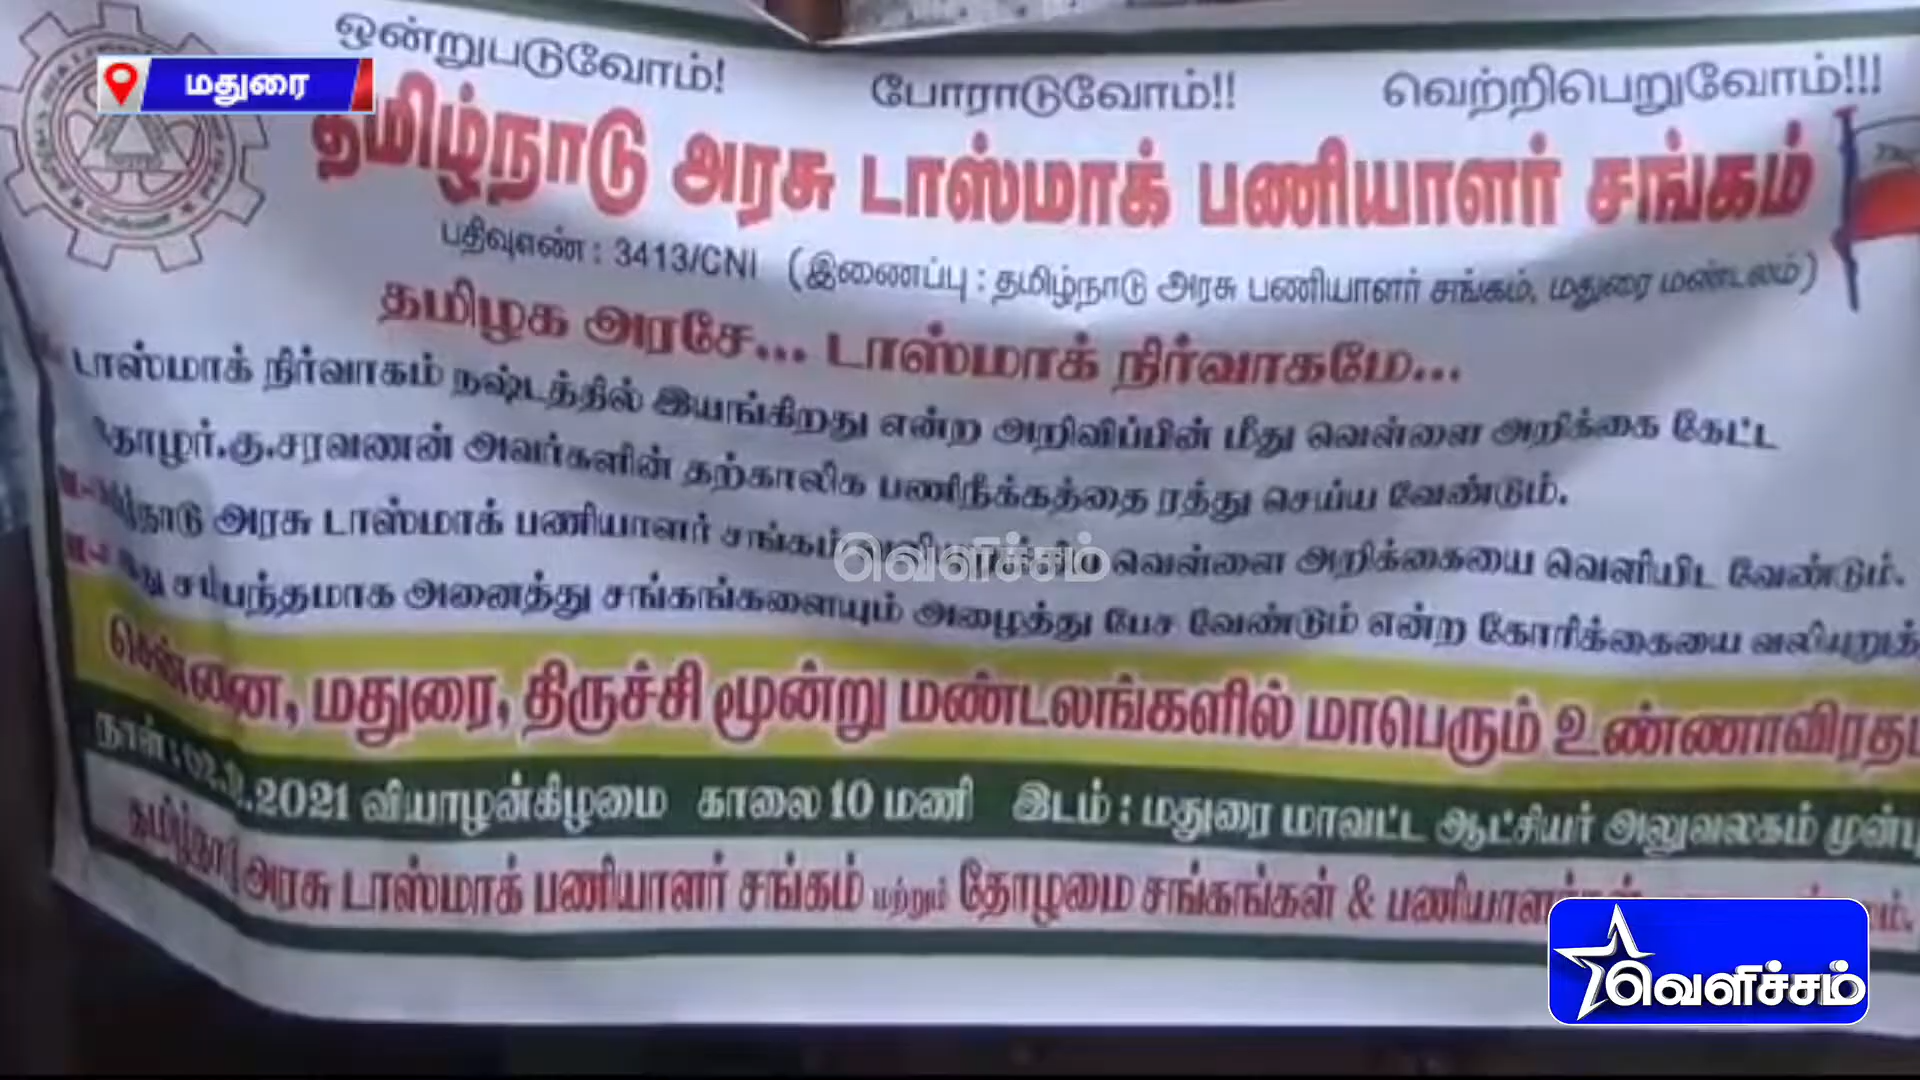 மதுரை
ஒன்றுபடுவோம்! போராடுவோம்!! வெற்றிபெறுவோம்!!!
தமிழ்நாடு அரசு டாஸ்மாக் பணியாளர் சங்கம்
பதிவுஎண் : 3413/CNI (இணைப்பு : தமிழ்நாடு அரசு பணியாளர் சங்கம், மதுரை மண்டலம்)
தமிழக அரசே... டாஸ்மாக் நிர்வாகமே...
டாஸ்மாக் நிர்வாகம் நஷ்டத்தில் இயங்கிறது என்ற அறிவிப்பின் மீது வெள்ளை அறிக்கை கேட்ட
தோழர்.கு.சரவணன் அவர்களின் தற்காலிக பணிநீக்கத்தை ரத்து செய்ய வேண்டும்.
அரசு டாஸ்மாக் பணியாளர் சங்கம் வெள்ளை அறிக்கையை வெளியிட வேண்டும்.
சம்பந்தமாக அனைத்து சங்கங்களையும் அழைத்து பேச வேண்டும் என்ற கோரிக்கையை வலியுறுத்
வெளிச்சம்
சென்னை, மதுரை, திருச்சி மூன்று மண்டலங்களில் மாபெரும் உண்ணாவிரத
நாள் : 02.9.2021 வியாழன்கிழமை காலை 10 மணி இடம் : மதுரை மாவட்ட ஆட்சியர் அலுவலகம் முன்பு
தமிழ்நாடு அரசு டாஸ்மாக் பணியாளர் சங்கம் மற்றும் தோழமை சங்கங்கள் &
வெளிச்சம்